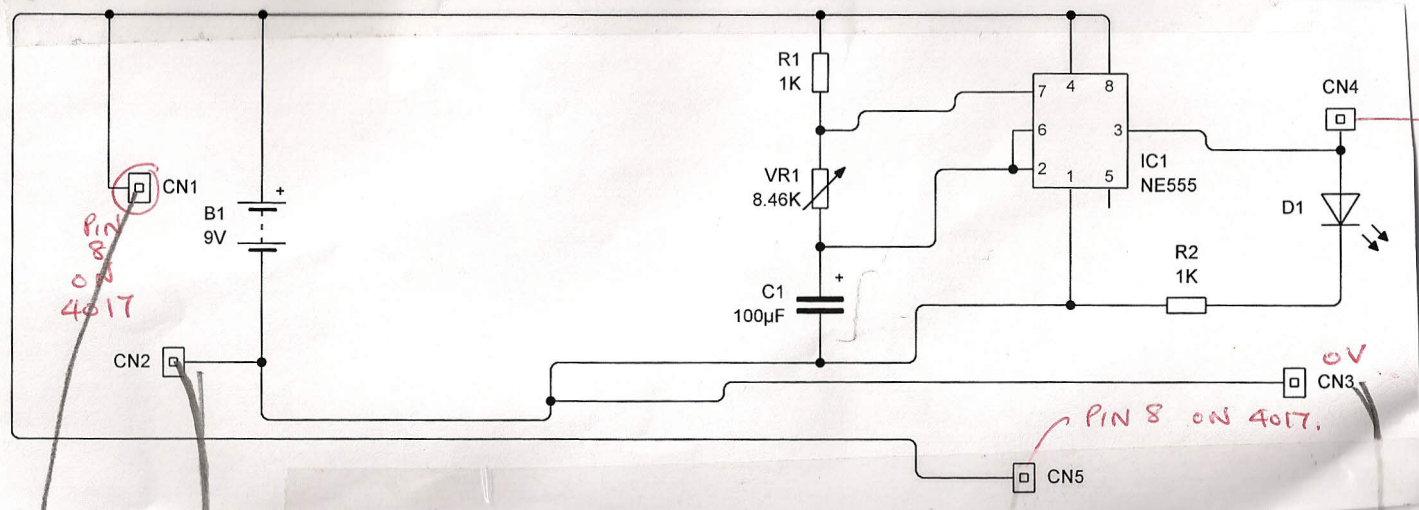 R1
1K
7
4
8
CN4
6
3
VR1
8.46K
2
1
5
IC1
NE555
CN1
+
B1
9V
D1
PIN
8
ON
4017
R2
1K
+
C1
100µF
CN2
0V
CN3
PIN 8 ON 4017.
CN5